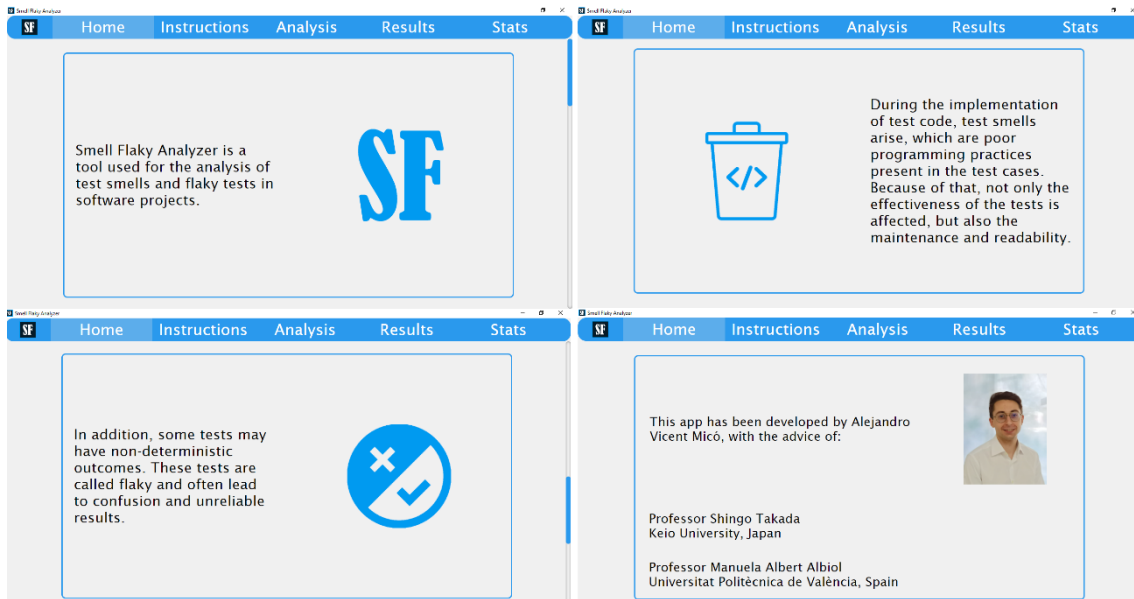 Smell Flaky Analyzer
SF Home Instructions Analysis Results Stats
Smell Flaky Analyzer is a
tool used for the analysis of
test smells and flaky tests in
software projects.
SF
Smell Flaky Analyzer
SF Home Instructions Analysis Results Stats
</>
During the implementation
of test code, test smells
arise, which are poor
programming practices
present in the test cases.
Because of that, not only the
effectiveness of the tests is
affected, but also the
maintenance and readability.
Smell Flaky Analyzer
SF Home Instructions Analysis Results Stats
In addition, some tests may
have non-deterministic
outcomes. These tests are
called flaky and often lead
to confusion and unreliable
results.
Smell Flaky Analyzer
SF Home Instructions Analysis Results Stats
This app has been developed by Alejandro
Vicent Micó, with the advice of:
Professor Shingo Takada
Keio University, Japan
Professor Manuela Albert Albiol
Universitat Politècnica de València, Spain